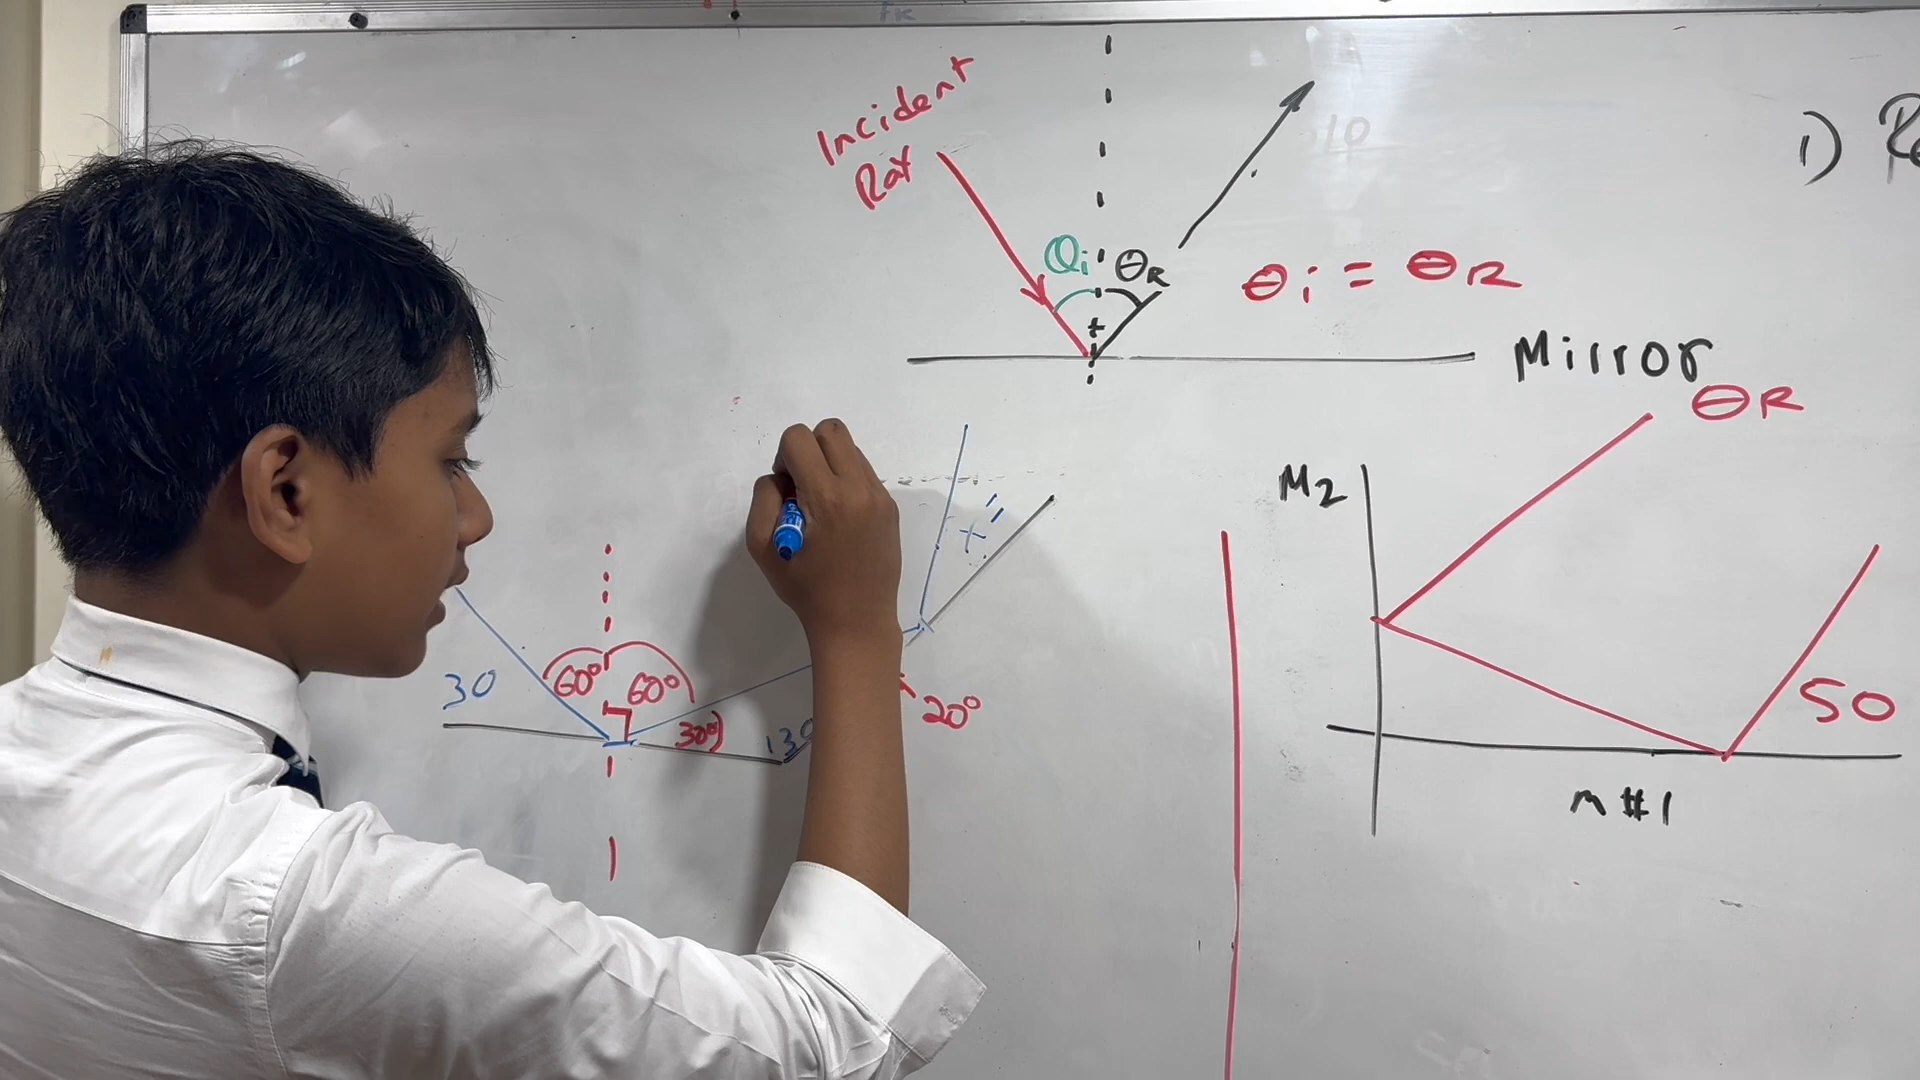 Incident
Ray
θi
θR
θi = θR
Mirror
θR
1)
M2
50
M#1
30
60°
60°
30°
130
20°
x